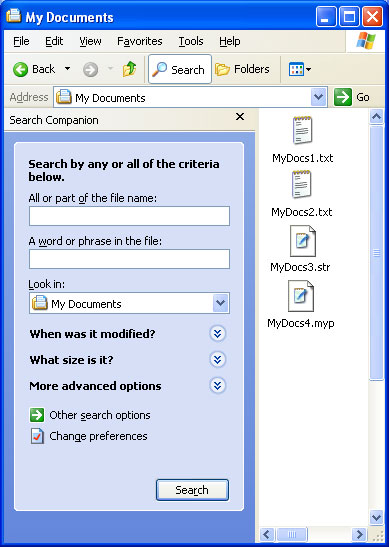 My Documents
File Edit View Favorites Tools Help
Back Search Folders
Address My Documents Go
Search Companion
Search by any or all of the criteria
below.
All or part of the file name:
A word or phrase in the file:
Look in:
My Documents
When was it modified?
What size is it?
More advanced options
Other search options
Change preferences
Search
MyDocs1.txt
MyDocs2.txt
MyDocs3.str
MyDocs4.myp